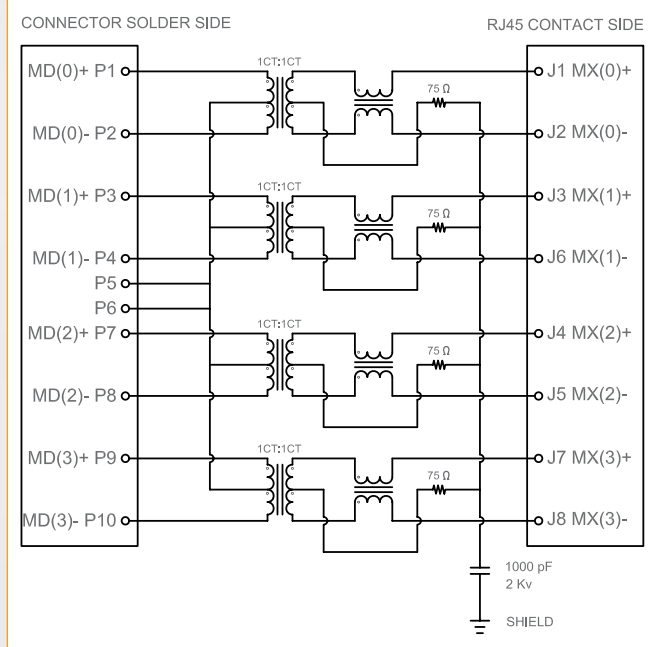 CONNECTOR SOLDER SIDE
RJ45 CONTACT SIDE
MD(0)+ P1
1CT:1CT
75 Ω
J1 MX(0)+
MD(0)- P2
J2 MX(0)-
MD(1)+ P3
1CT:1CT
75 Ω
J3 MX(1)+
MD(1)- P4
J6 MX(1)-
P5
P6
MD(2)+ P7
1CT:1CT
75 Ω
J4 MX(2)+
MD(2)- P8
J5 MX(2)-
MD(3)+ P9
1CT:1CT
75 Ω
J7 MX(3)+
MD(3)- P10
J8 MX(3)-
1000 pF
2 Kv
SHIELD